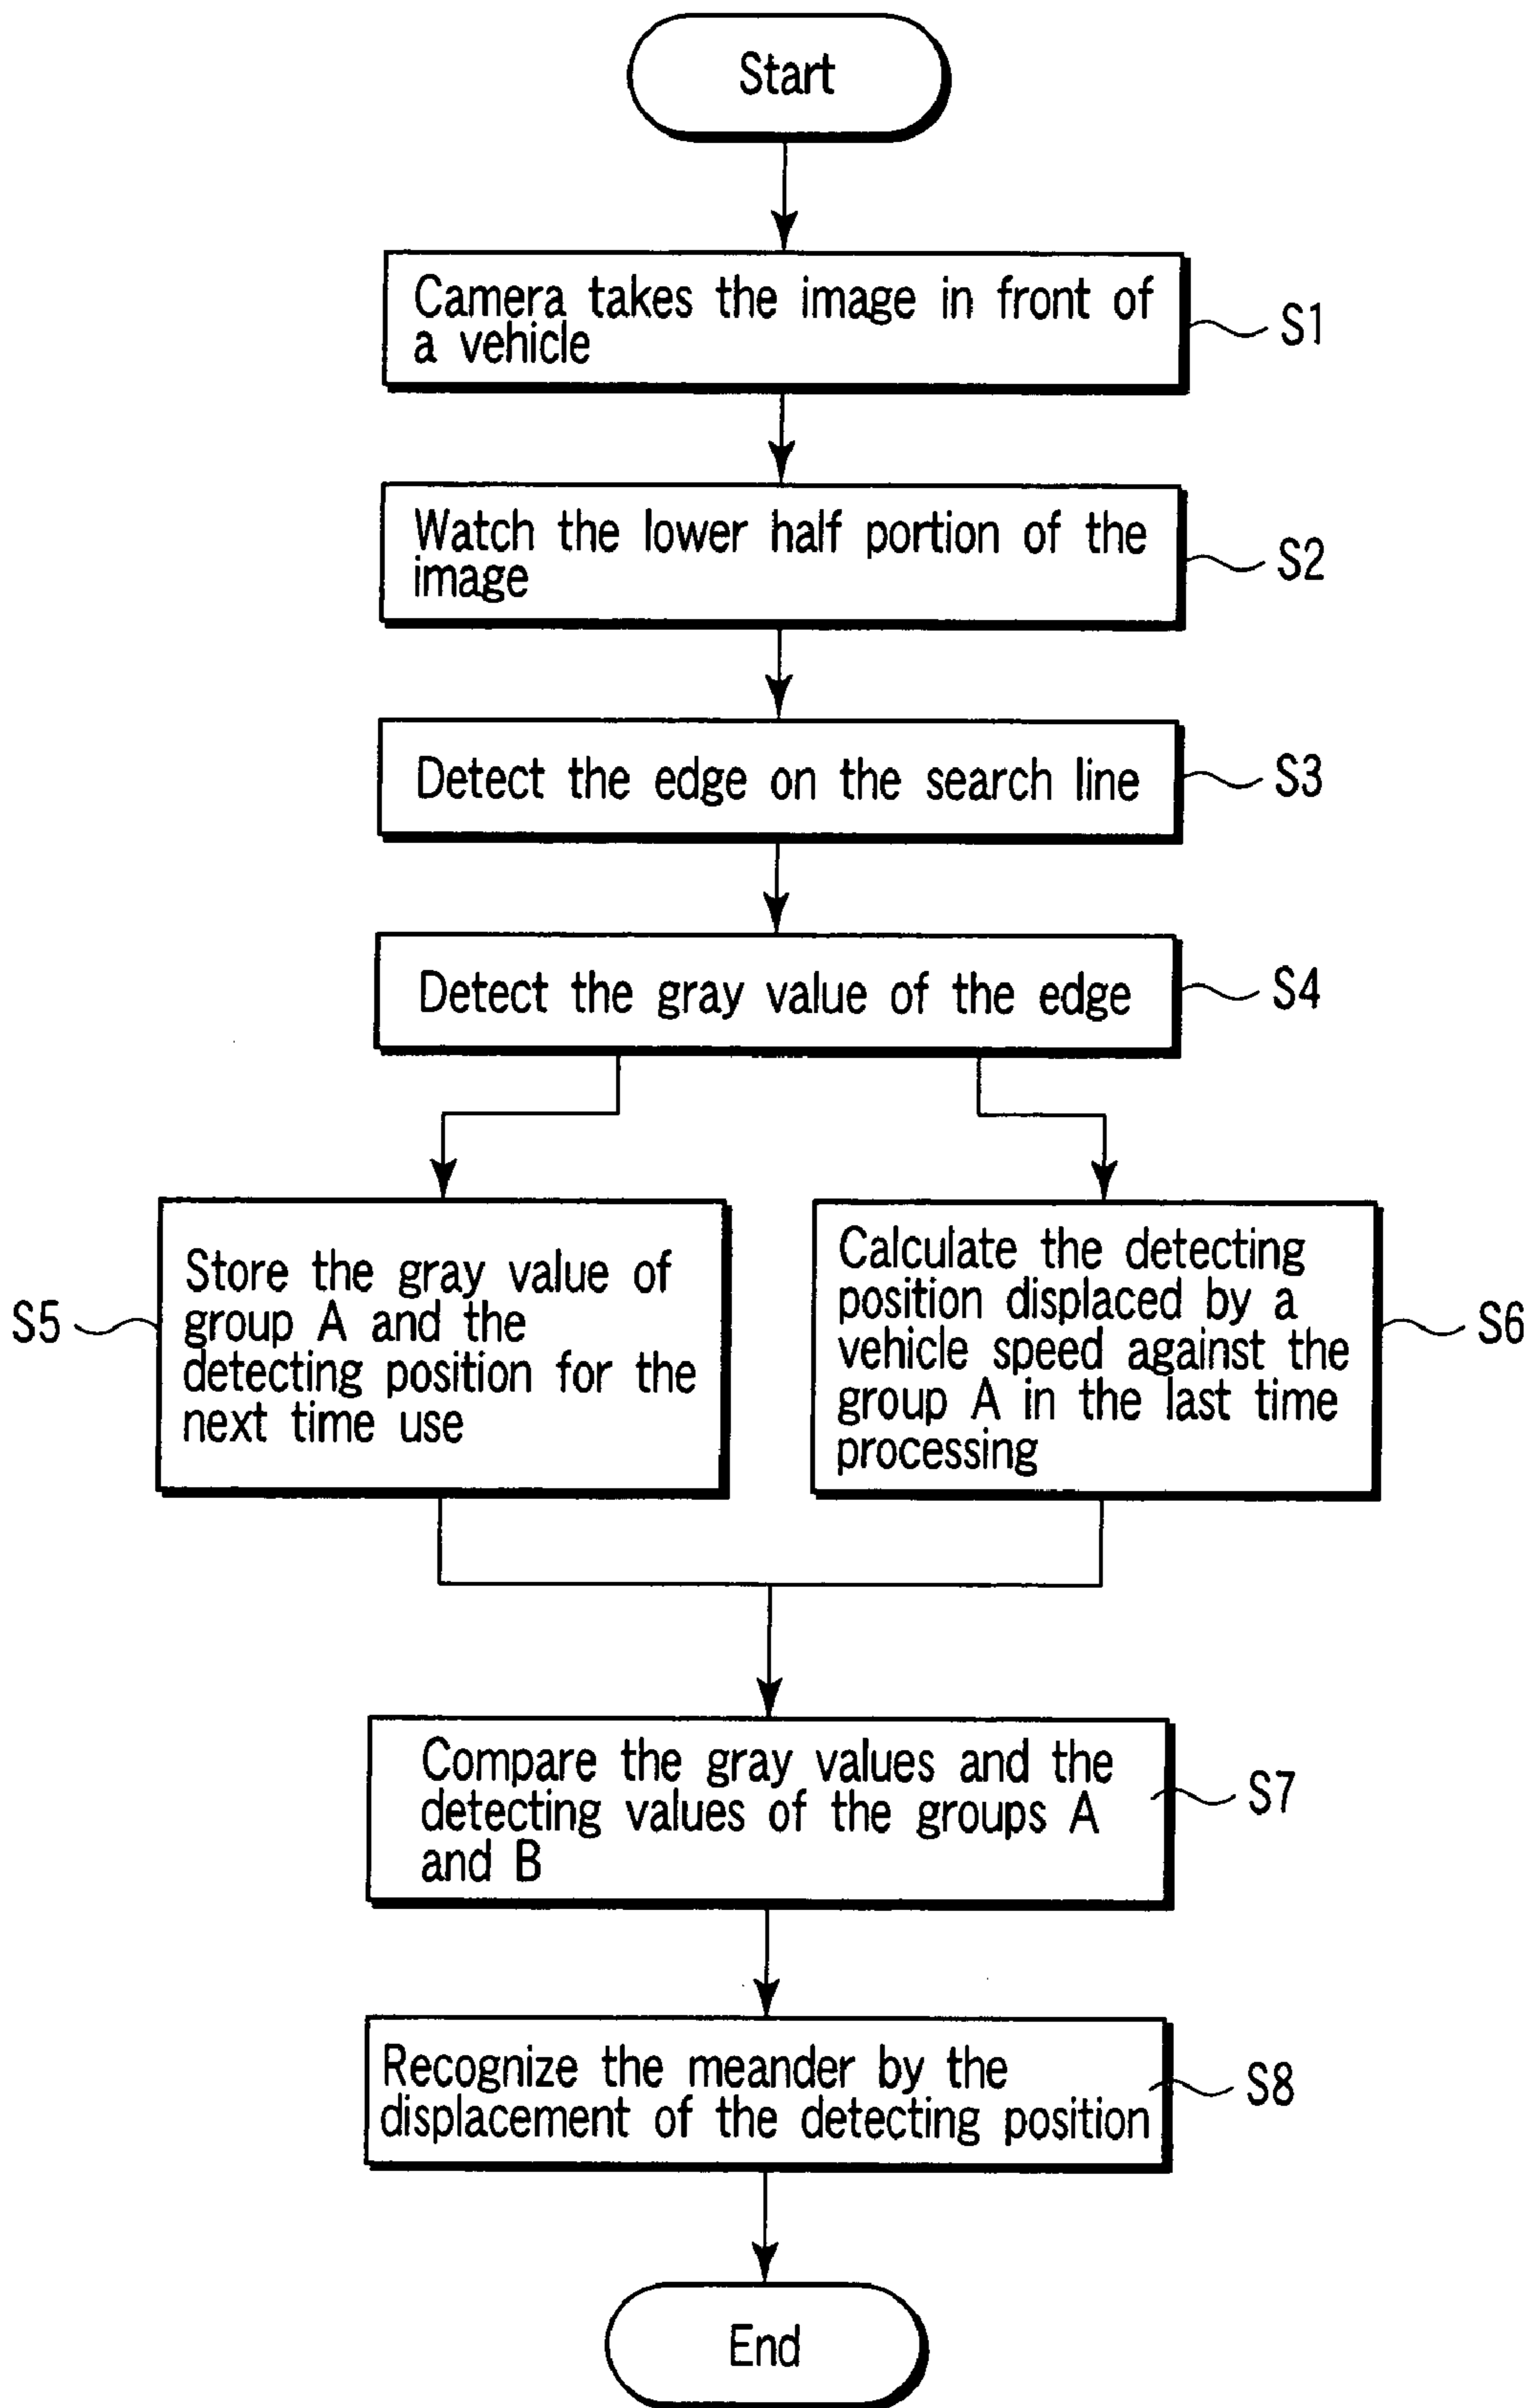 Start
Camera takes the image in front of
a vehicle
S1
Watch the lower half portion of the
image
S2
Detect the edge on the search line
S3
Detect the gray value of the edge
S4
Store the gray value of
group A and the
detecting position for the
next time use
S5
Calculate the detecting
position displaced by a
vehicle speed against the
group A in the last time
processing
S6
Compare the gray values and the
detecting values of the groups A
and B
S7
Recognize the meander by the
displacement of the detecting position
S8
End